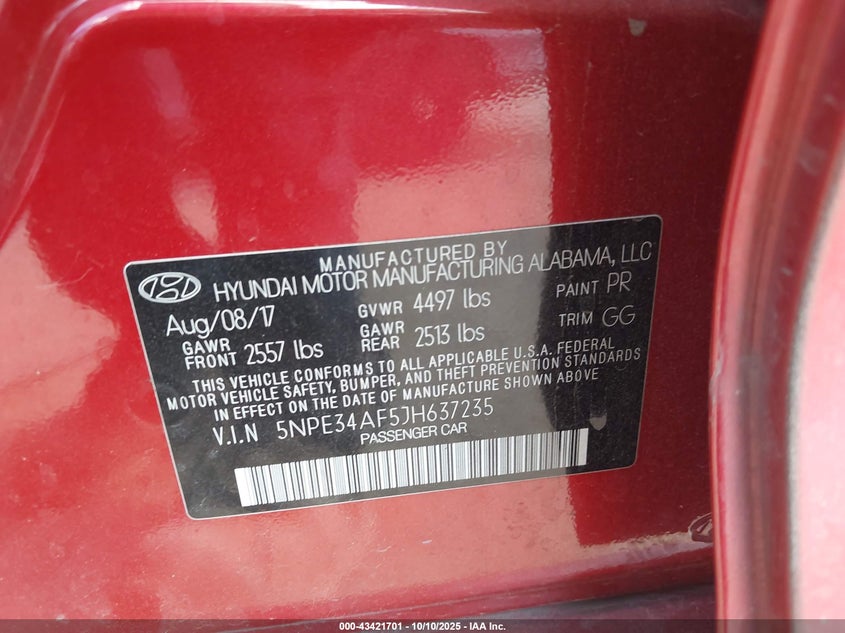 MANUFACTURED BY
HYUNDAI MOTOR MANUFACTURING ALABAMA, LLC
Aug/08/17 GVWR 4497 lbs PAINT PR
GAWR FRONT 2557 lbs GAWR REAR 2513 lbs TRIM GG
THIS VEHICLE CONFORMS TO ALL APPLICABLE U.S.A. FEDERAL
MOTOR VEHICLE SAFETY, BUMPER, AND THEFT PREVENTION STANDARDS
IN EFFECT ON THE DATE OF MANUFACTURE SHOWN ABOVE
V.I.N 5NPE34AF5JH637235
PASSENGER CAR
000-43421701 - 10/10/2025 - IAA Inc.